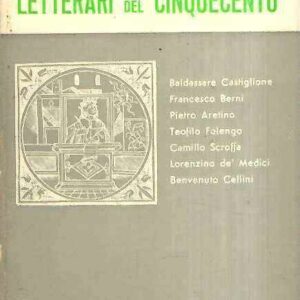 LETTERARI DEL CINQUECENTO
Baldassare Castiglione
Francesco Berni
Pietro Aretino
Teofilo Folengo
Camillo Scroffa
Lorenzino de' Medici
Benvenuto Cellini